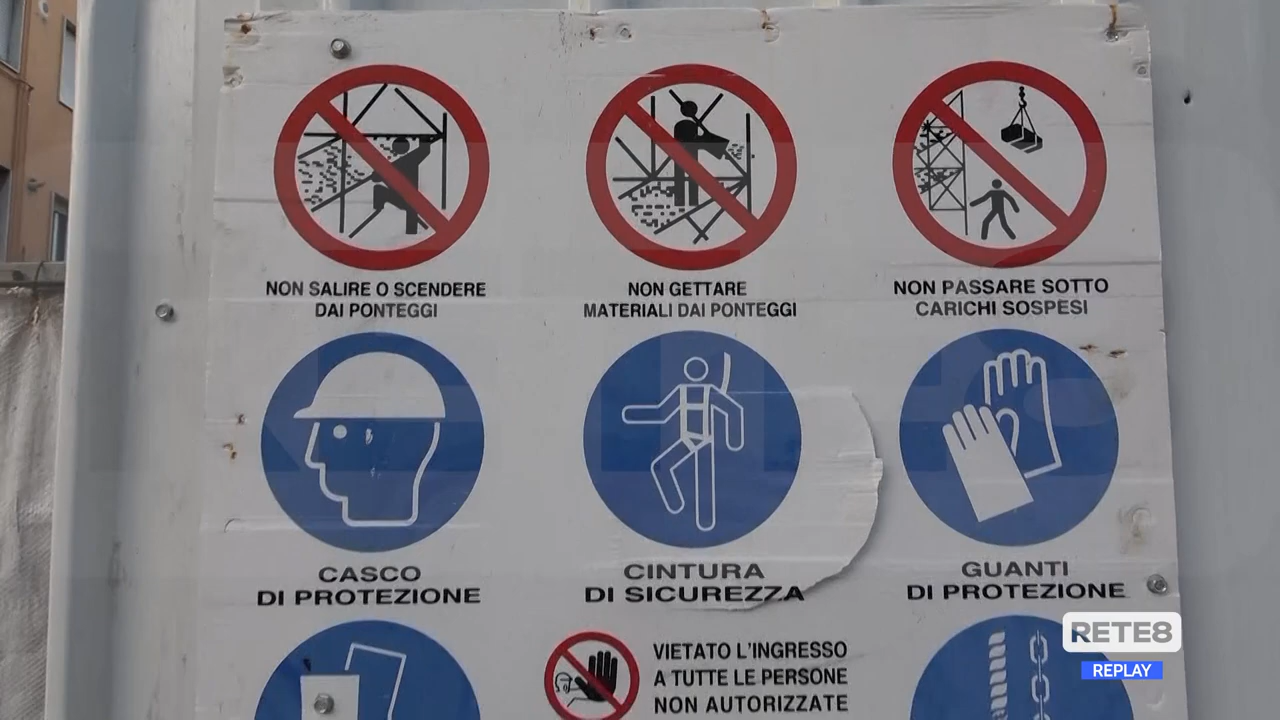 NON SALIRE O SCENDERE
DAI PONTEGGI
NON GETTARE
MATERIALI DAI PONTEGGI
NON PASSARE SOTTO
CARICHI SOSPESI
CASCO
DI PROTEZIONE
CINTURA
DI SICUREZZA
GUANTI
DI PROTEZIONE
VIETATO L'INGRESSO
A TUTTE LE PERSONE
NON AUTORIZZATE
RETE8
REPLAY